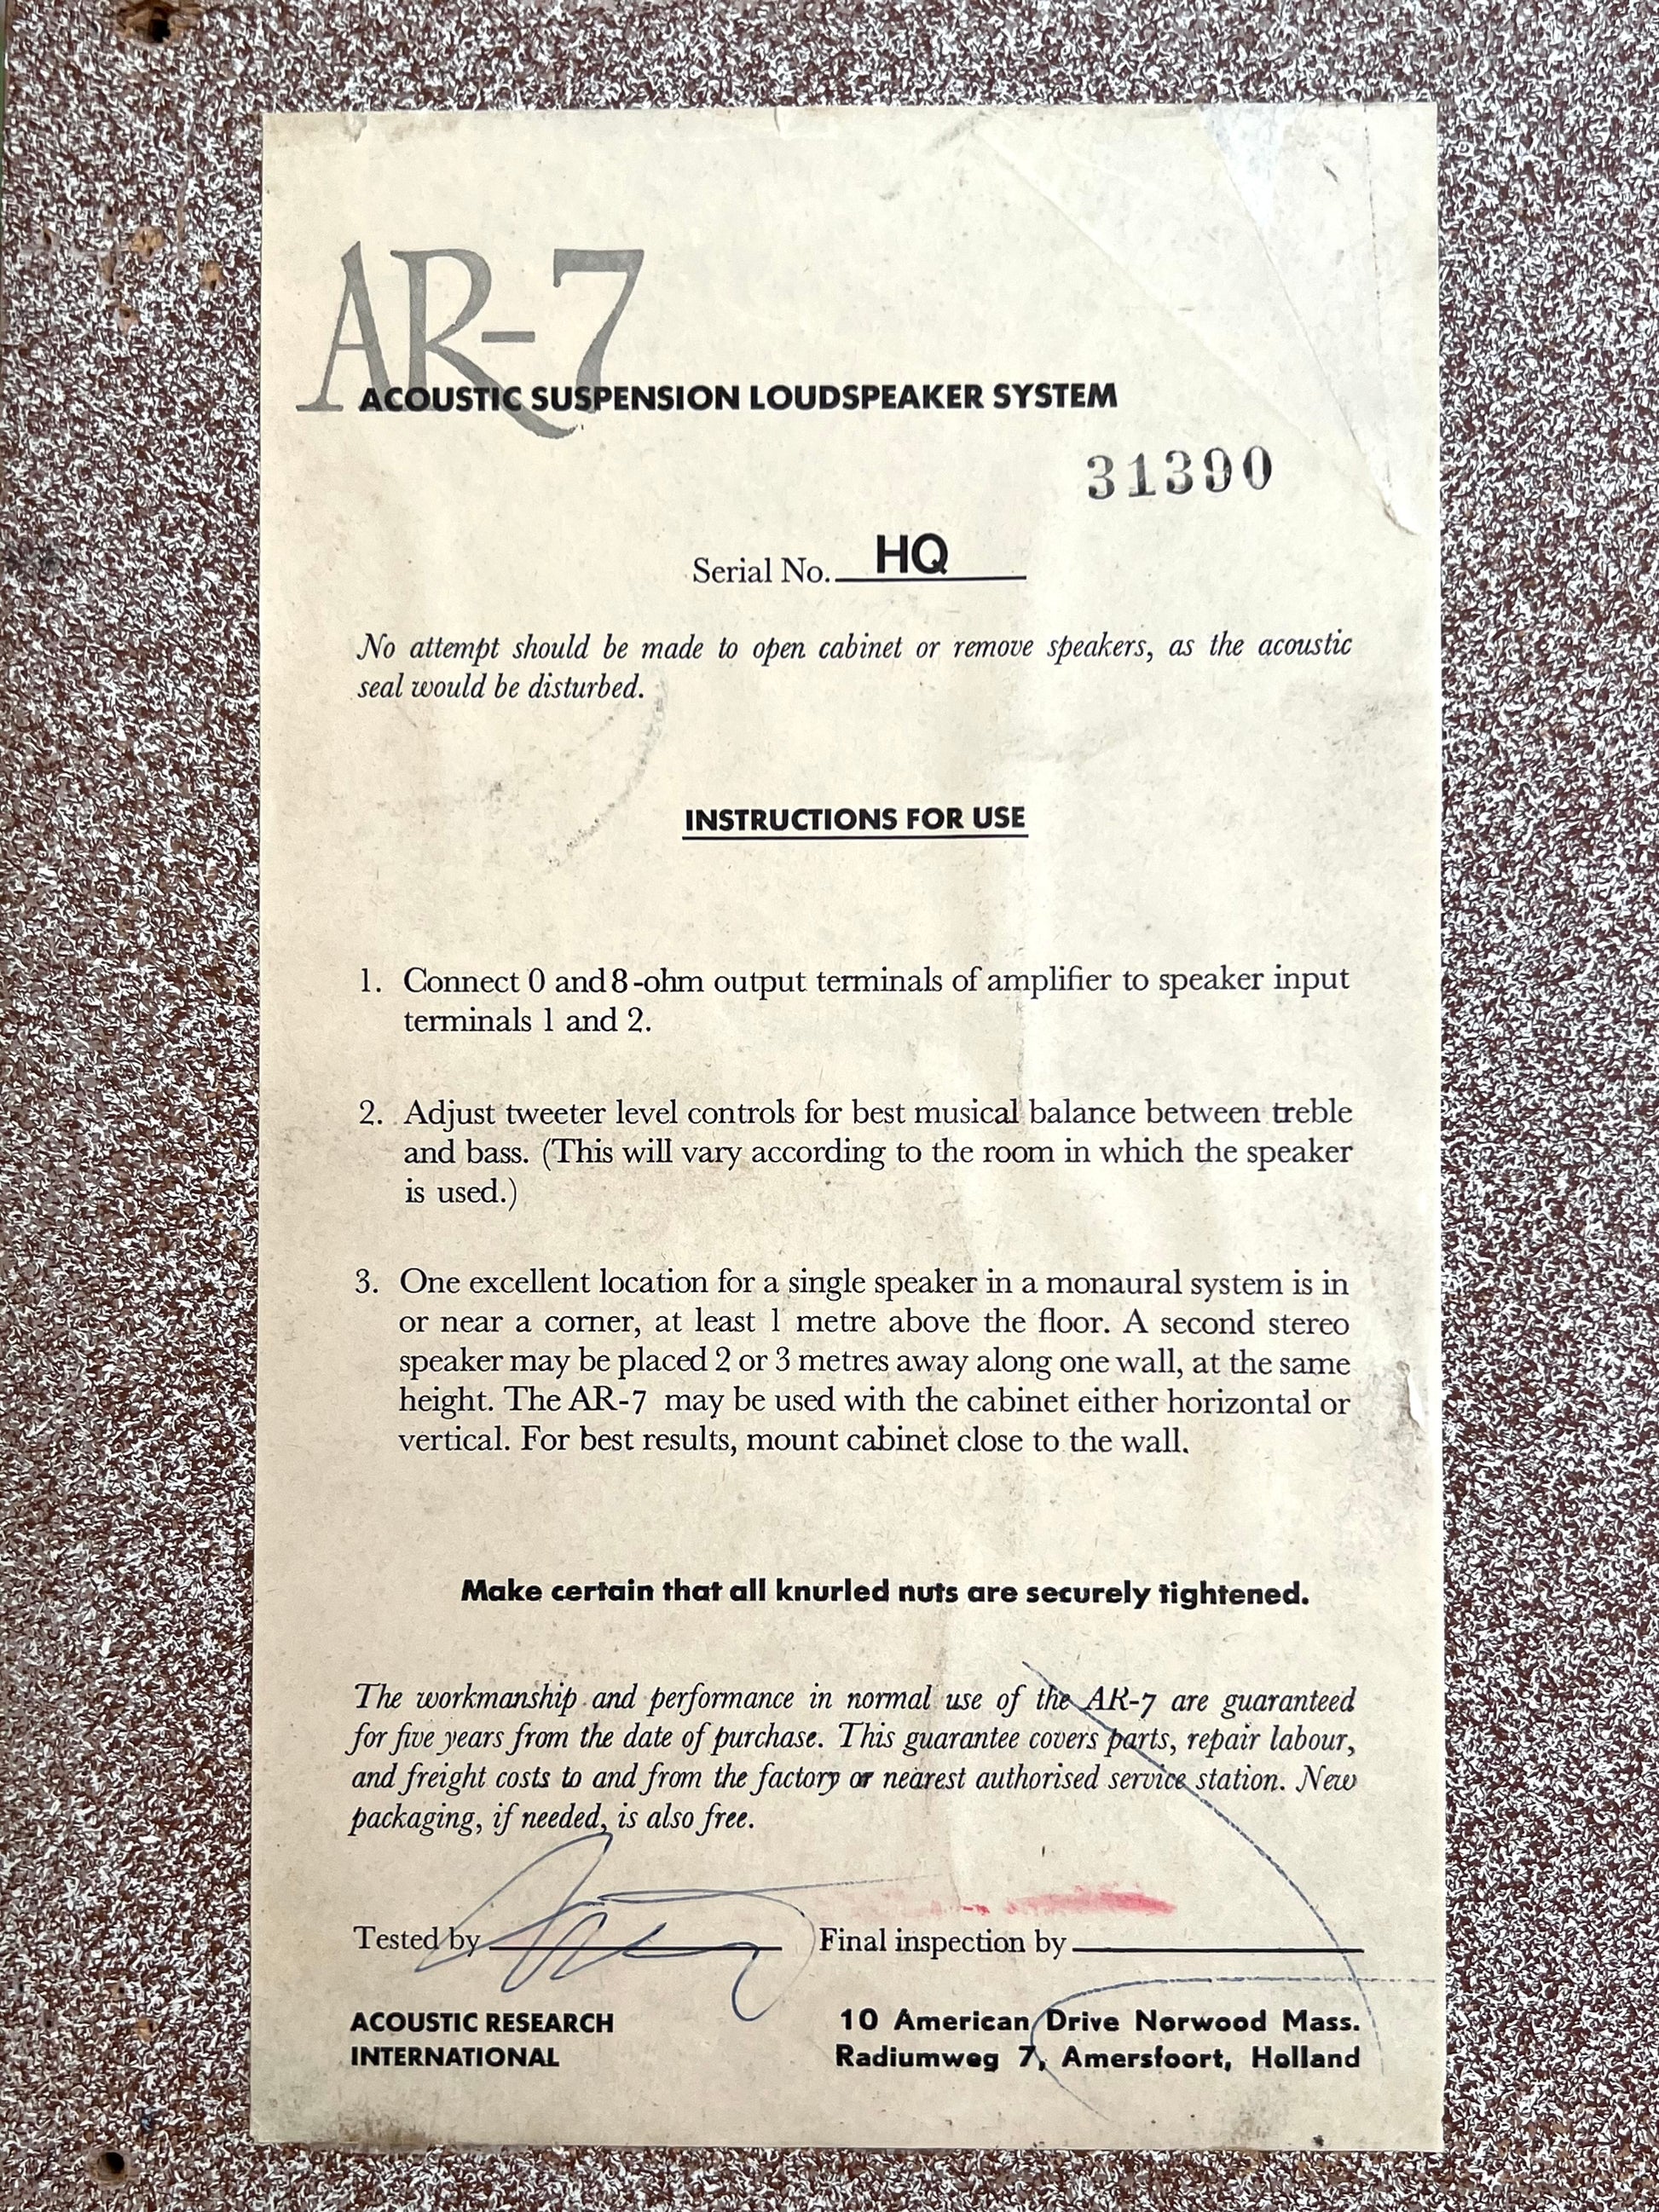 AR-7
ACOUSTIC SUSPENSION LOUDSPEAKER SYSTEM
31390
Serial No. HQ
No attempt should be made to open cabinet or remove speakers, as the acoustic
seal would be disturbed.
INSTRUCTIONS FOR USE
1. Connect 0 and 8-ohm output terminals of amplifier to speaker input
terminals 1 and 2.
2. Adjust tweeter level controls for best musical balance between treble
and bass. (This will vary according to the room in which the speaker
is used.)
3. One excellent location for a single speaker in a monaural system is in
or near a corner, at least 1 metre above the floor. A second stereo
speaker may be placed 2 or 3 metres away along one wall, at the same
height. The AR-7 may be used with the cabinet either horizontal or
vertical. For best results, mount cabinet close to the wall.
Make certain that all knurled nuts are securely tightened.
The workmanship and performance in normal use of the AR-7 are guaranteed
for five years from the date of purchase. This guarantee covers parts, repair labour,
and freight costs to and from the factory or nearest authorised service station. New
packaging, if needed, is also free.
Tested by Final inspection by
ACOUSTIC RESEARCH 10 American Drive Norwood Mass.
INTERNATIONAL Radiumweg 7, Amersfoort, Holland